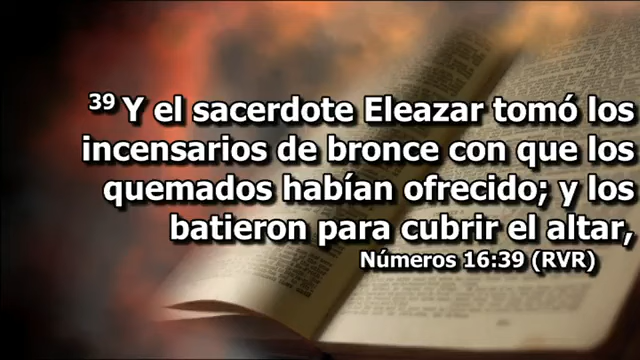 39 Y el sacerdote Eleazar tomó los
incensarios de bronce con que los
quemados habían ofrecido; y los
batieron para cubrir el altar,
Números 16:39 (RVR)